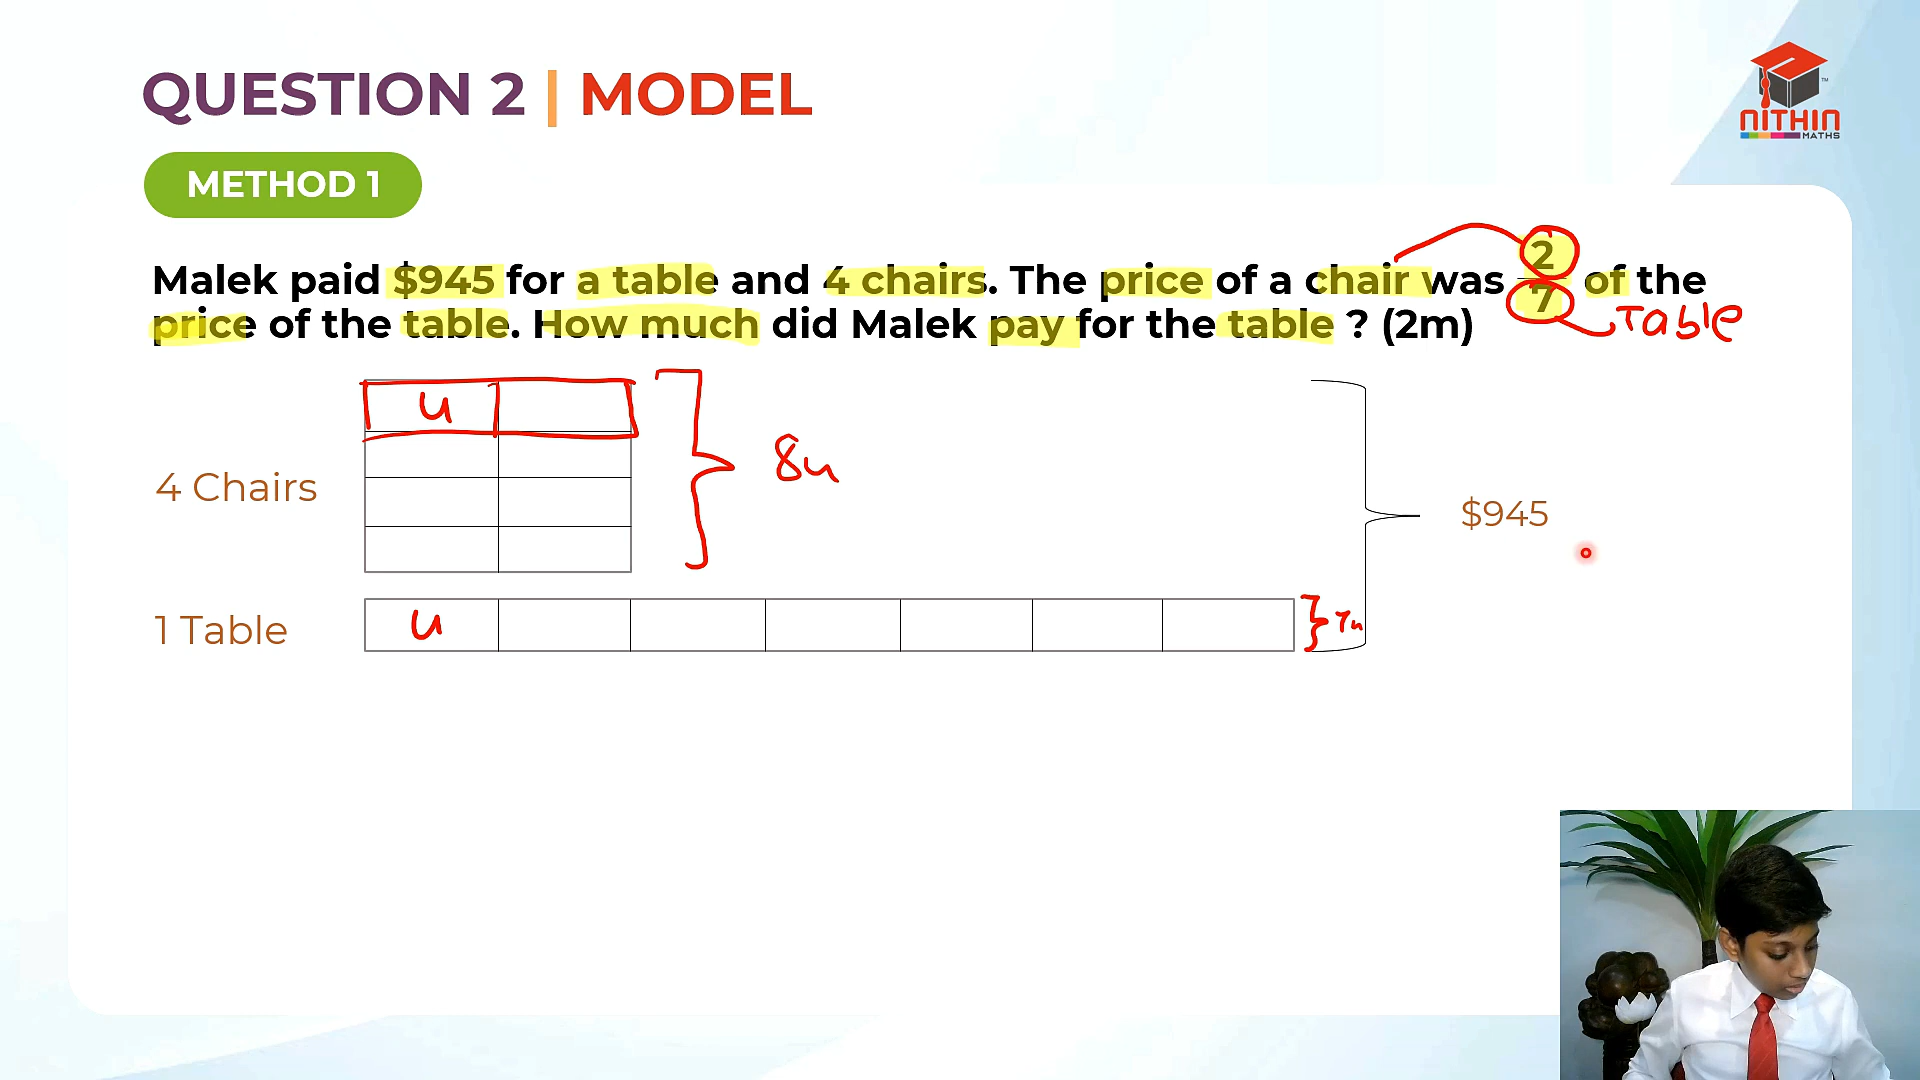 QUESTION 2 | MODEL
NITHIN
MATHS
TM
METHOD 1
Malek paid $945 for a table and 4 chairs. The price of a chair was 2/7 of the
price of the table. How much did Malek pay for the table ? (2m)
Table
u
8u
4 Chairs
$945
1 Table
u
7u